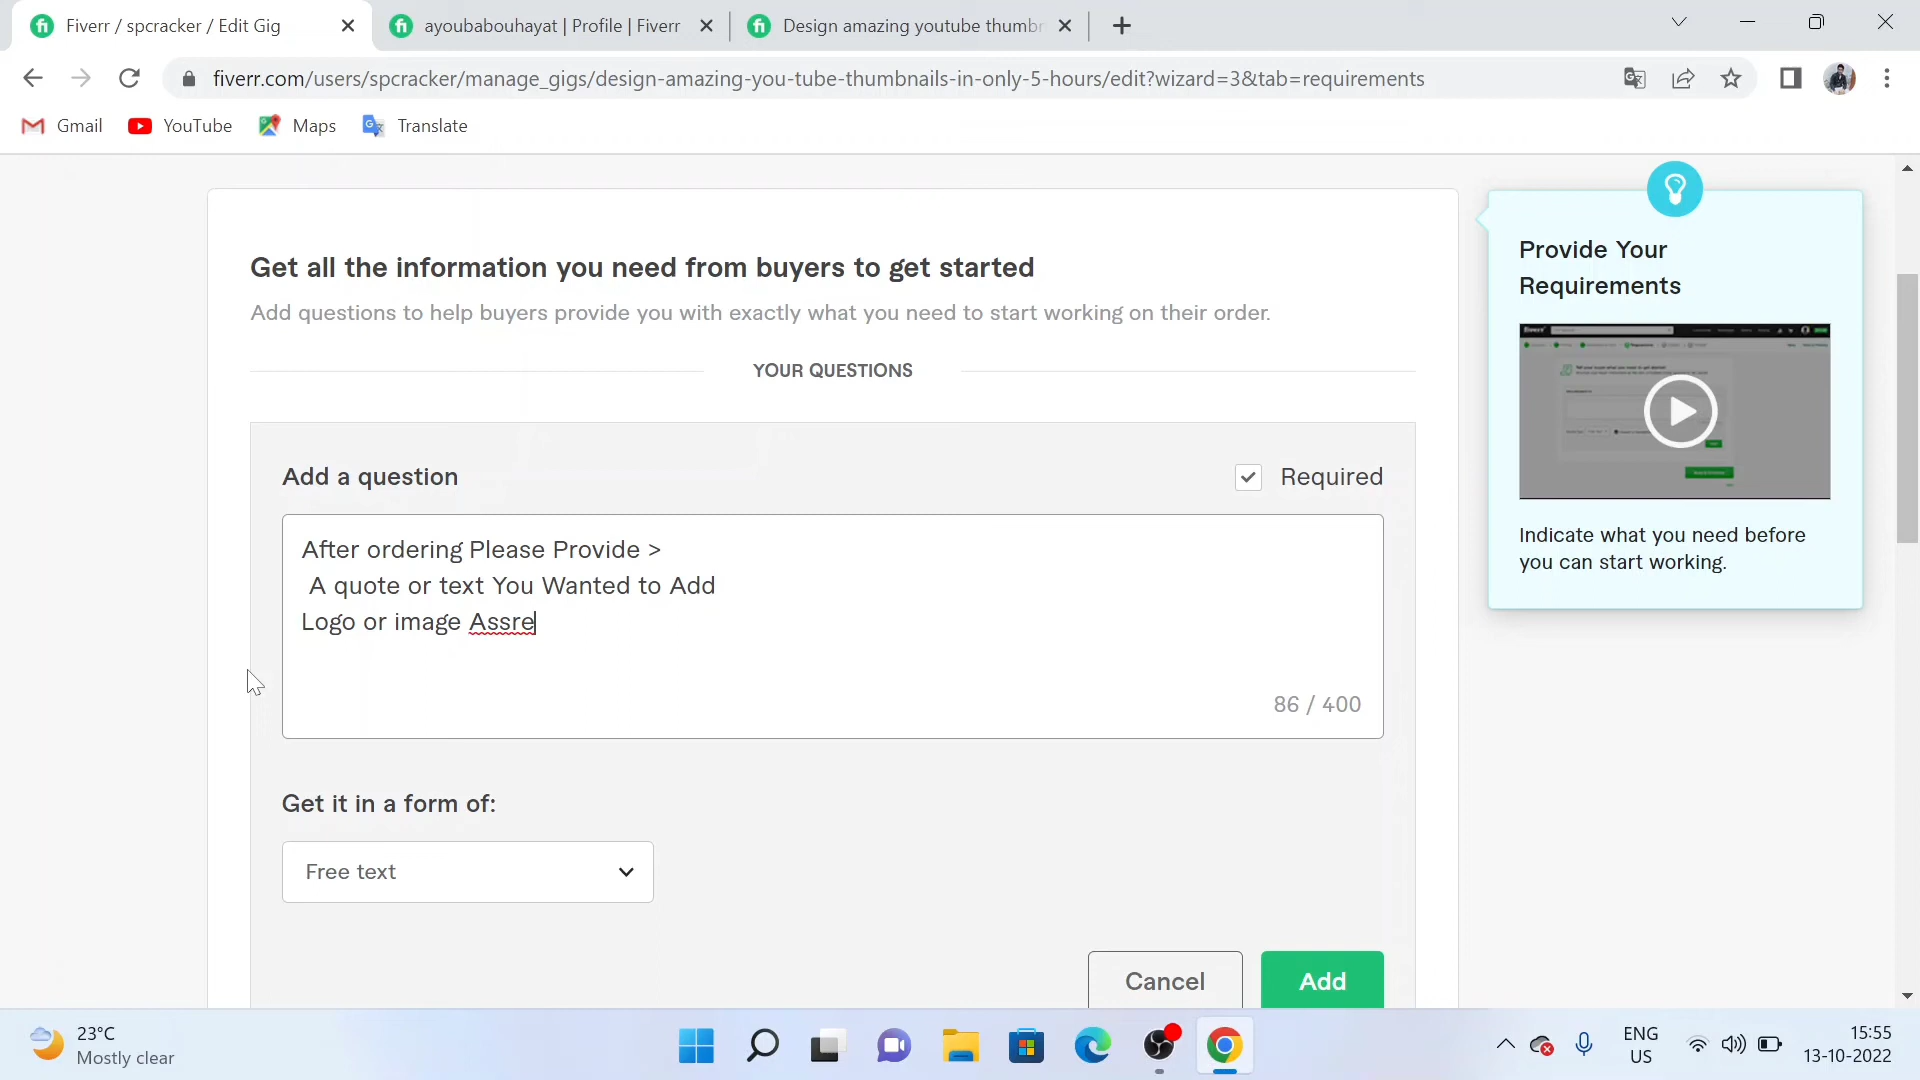 Fiverr / spcracker / Edit Gig
ayoubabouhayat | Profile | Fiverr
Design amazing youtube thumbn
fiverr.com/users/spcracker/manage_gigs/design-amazing-you-tube-thumbnails-in-only-5-hours/edit?wizard=3&tab=requirements
Gmail
YouTube
Maps
Translate
Get all the information you need from buyers to get started
Add questions to help buyers provide you with exactly what you need to start working on their order.
YOUR QUESTIONS
Add a question
Required
After ordering Please Provide >
A quote or text You Wanted to Add
Logo or image Assre
86 / 400
Get it in a form of:
Free text
Cancel
Add
Provide Your
Requirements
Indicate what you need before
you can start working.
23°C
Mostly clear
ENG
US
15:55
13-10-2022